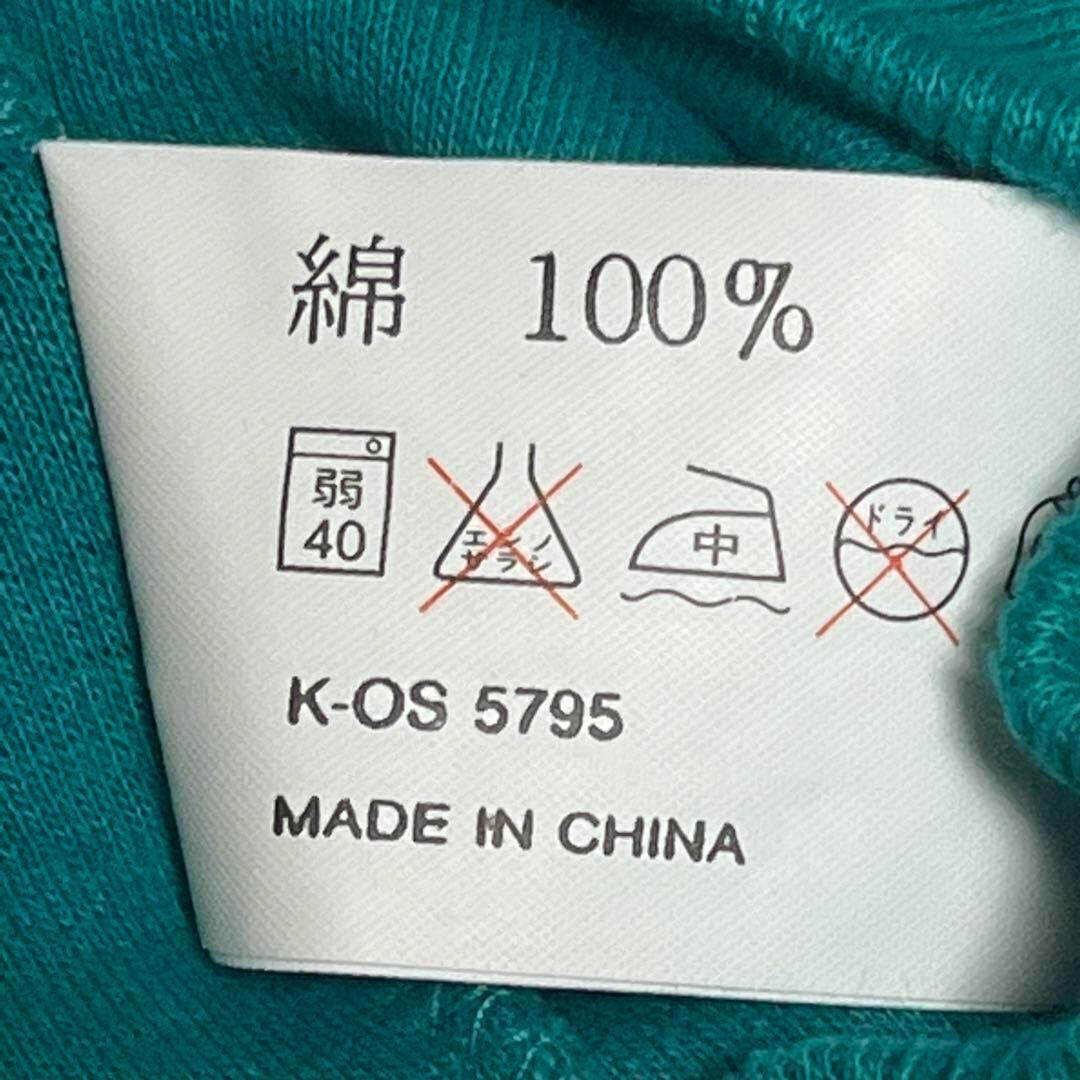 綿 100%
弱
40
エンソ
サラシ
中
ドライ
K-OS 5795
MADE IN CHINA